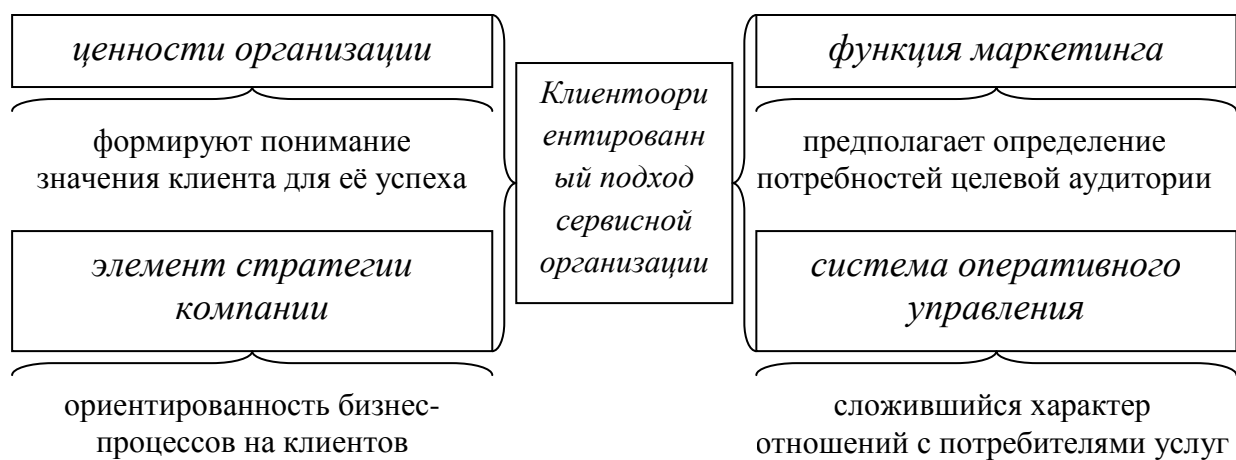 ценности организации
формируют понимание
значения клиента для её успеха
элемент стратегии
компании
ориентированность бизнес-
процессов на клиентов
Клиентоори
ентированн
ый подход
сервисной
организации
функция маркетинга
предполагает определение
потребностей целевой аудитории
система оперативного
управления
сложившийся характер
отношений с потребителями услуг